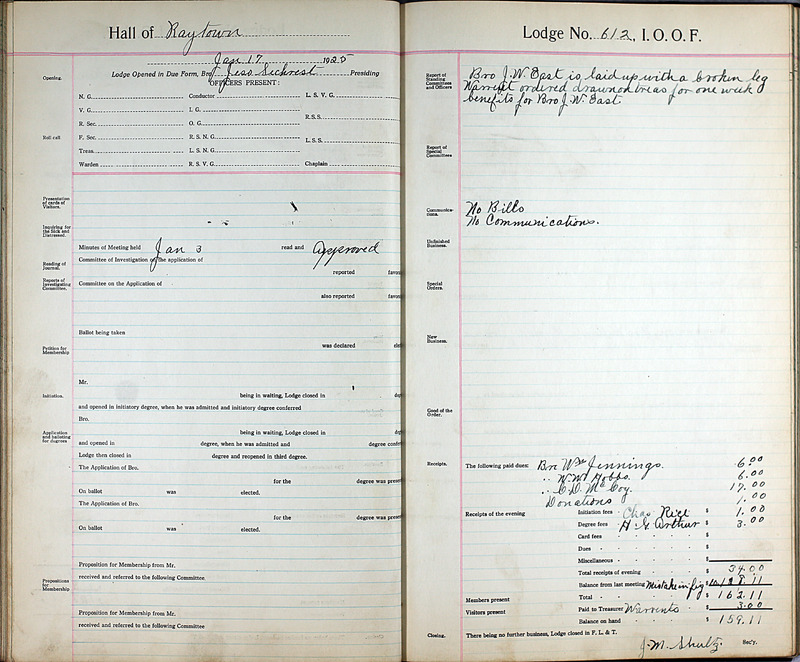 Hall of Raytown
Jan 17 1925
Lodge Opened in Due Form, Bro Jess Sechrest Presiding
OFFICERS PRESENT:
Opening.
N. G. Conductor L. S. V. G.
V. G. I. G.
R.S.S.
R. Sec. O. G.
Roll call
F. Sec. R. S. N. G.
L.S.S.
Treas. L. S. N. G.
Warden R. S. V. G. Chaplain
Presentation of cards of Visitors.
Inquiring for the Sick and Distressed.
Minutes of Meeting held Jan 3 read and Approved
Reading of Journal.
Committee of Investigation of the application of
reported favor
Reports of Investigating Committee.
Committee on the Application of
also reported favor
Ballot being taken
was declared
Petition for Membership
Mr.
Initiation.
being in waiting, Lodge closed in
and opened in initiatory degree, when he was admitted and initiatory degree conferred
Bro.
Application and balloting for degrees
being in waiting, Lodge closed in
and opened in degree, when he was admitted and degree confer
Lodge then closed in degree and reopened in third degree.
The Application of Bro.
for the degree was present
On ballot was elected.
The Application of Bro.
for the degree was present
On ballot was elected.
Proposition for Membership from Mr.
received and referred to the following Committee
Propositions for Membership
Proposition for Membership from Mr.
received and referred to the following Committee
Lodge No. 612, I. O. O. F.
Report of Standing Committees and Officers
Bro J.W. East is laid up with a broken leg
Warrent ordered drawn on treas for one week
benefits for Bro J.W. East
Report of Special Committees
Communications.
No Bills
No Communications.
Unfinished Business.
Special Orders.
New Business.
Good of the Order.
Receipts. The following paid dues: Bro Wm Jennings. 6.00
" W.W. Hobbs. 6.00
" C.D. McCoy. 17.00
Donations 1.00
Receipts of the evening
Initiation fees Chas Rice $ 1.00
Degree fees H G Arthur $ 3.00
Card fees $
Dues $
Miscellaneous $
Total receipts of evening $ 34.00
Balance from last meeting Mistake in fig $ 128.11
Members present Total $ 162.11
Visitors present Paid to Treasurer Warrents $ 3.00
Balance on hand $ 159.11
Closing. There being no further business, Lodge closed in F. L. & T.
J. M. Shultz. Sec'y.